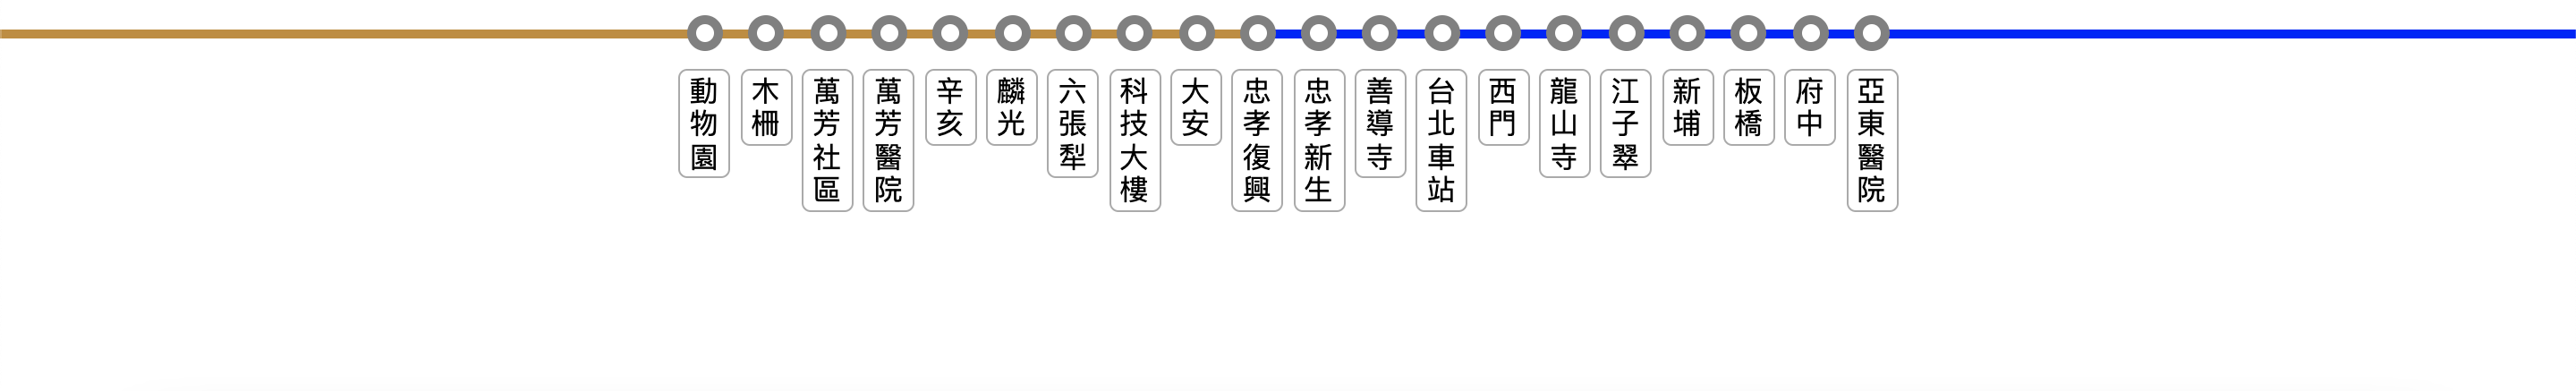 動物園
木柵
萬芳社區
萬芳醫院
辛亥
麟光
六張犁
科技大樓
大安
忠孝復興
忠孝新生
善導寺
台北車站
西門
龍山寺
江子翠
新埔
板橋
府中
亞東醫院